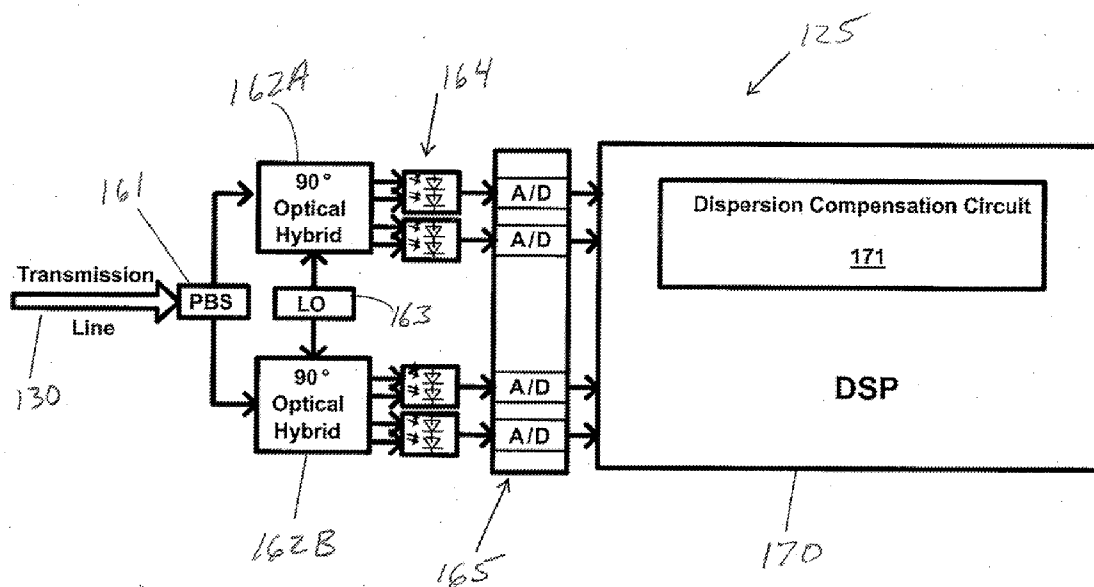 125
162A
164
161
90°
Optical
Hybrid
A/D
A/D
Dispersion Compensation Circuit
171
Transmission
Line
PBS
LO
163
130
90°
Optical
Hybrid
A/D
A/D
DSP
162B
165
170